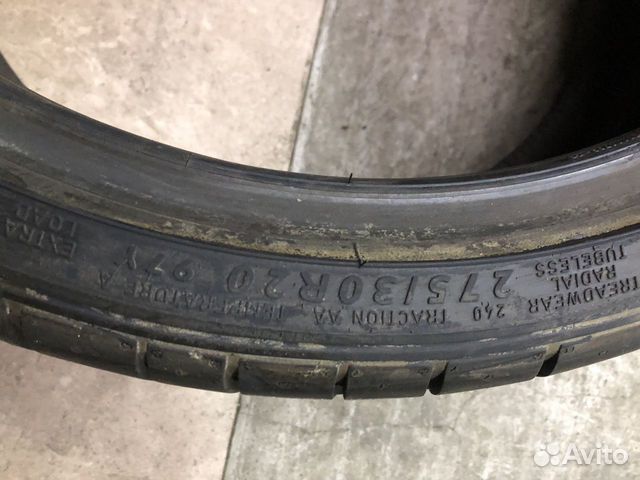 EXTRA
LOAD
275/30R20 97Y
RADIAL
TUBELESS
TREADWEAR 240 TRACTION AA TEMPERATURE A
Avito